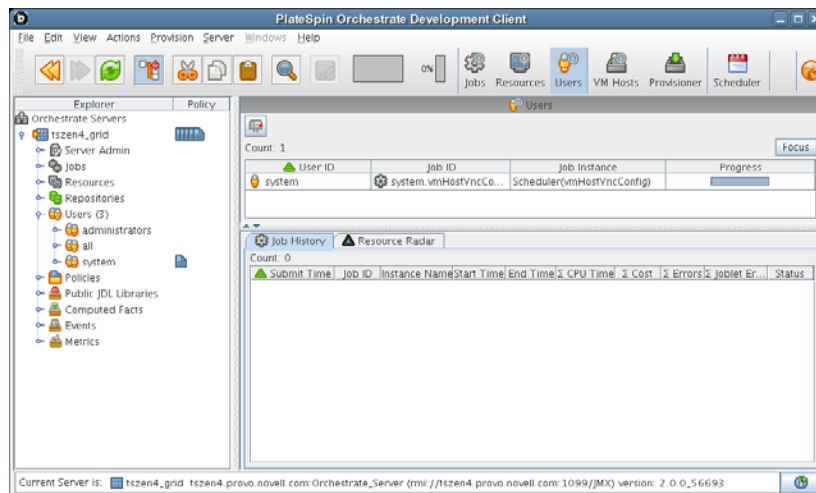 PlateSpin Orchestrate Development Client
File Edit View Actions Provision Server Windows Help
0% Jobs Resources Users VM Hosts Provisioner Scheduler
Explorer Policy
Orchestrate Servers
tszen4_grid
Server Admin
Jobs
Resources
Repositories
Users (3)
administrators
all
system
Policies
Public JDL Libraries
Computed Facts
Events
Metrics
Users
Count: 1 Focus
User ID Job ID Job Instance Progress
system system.vmHostVncCo... Scheduler(vmHostVncConfig)
Job History Resource Radar
Count: 0
Submit Time Job ID Instance Name Start Time End Time Σ CPU Time Σ Cost Σ Errors Σ Joblet Er... Status
Current Server is: tszen4_grid tszen4.provo.novell.com:Orchestrate_Server (rmi://tszen4.provo.novell.com:1099/JMX) version: 2.0.0_56693